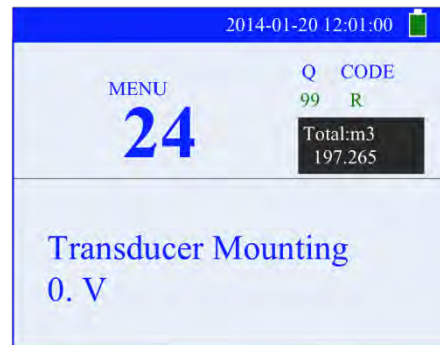 2014-01-20 12:01:00
MENU
24
Q CODE
99 R
Total:m3
197.265
Transducer Mounting
0. V